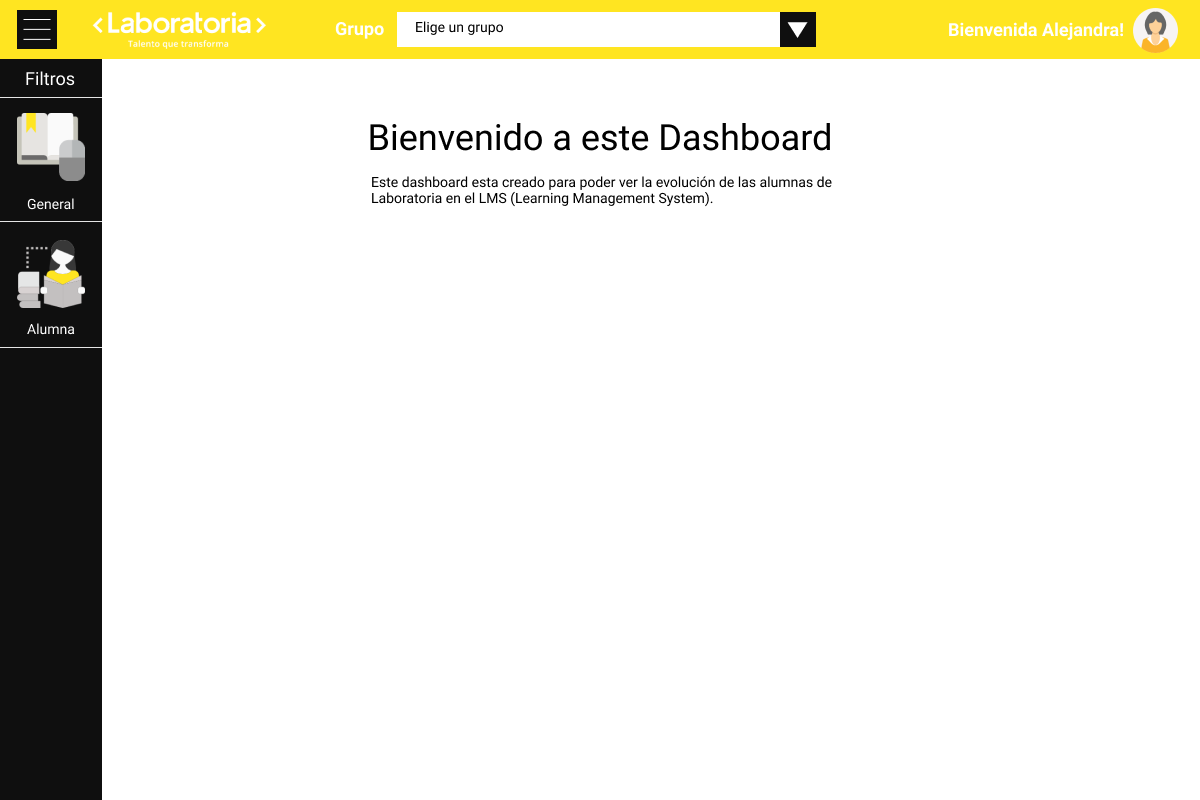 <Laboratoria>
Talento que transforma
Grupo
Elige un grupo
Bienvenida Alejandra!
Filtros
General
Alumna
Bienvenido a este Dashboard
Este dashboard esta creado para poder ver la evolución de las alumnas de
Laboratoria en el LMS (Learning Management System).